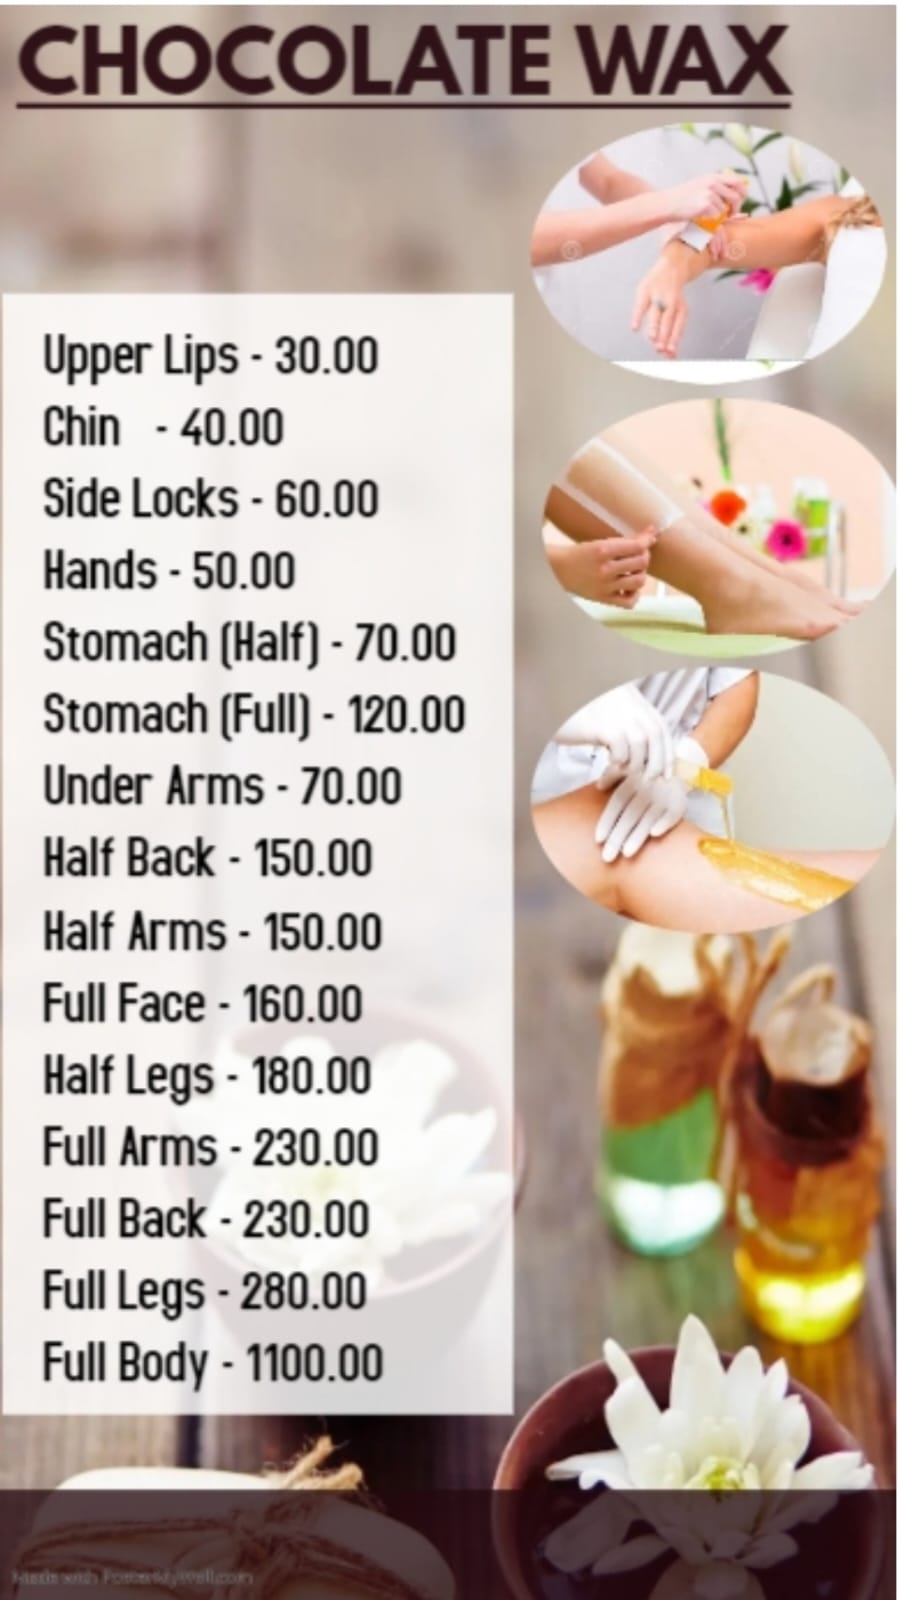 CHOCOLATE WAX
Upper Lips - 30.00
Chin - 40.00
Side Locks - 60.00
Hands - 50.00
Stomach (Half) - 70.00
Stomach (Full) - 120.00
Under Arms - 70.00
Half Back - 150.00
Half Arms - 150.00
Full Face - 160.00
Half Legs - 180.00
Full Arms - 230.00
Full Back - 230.00
Full Legs - 280.00
Full Body - 1100.00
Made with PosterMyWall.com